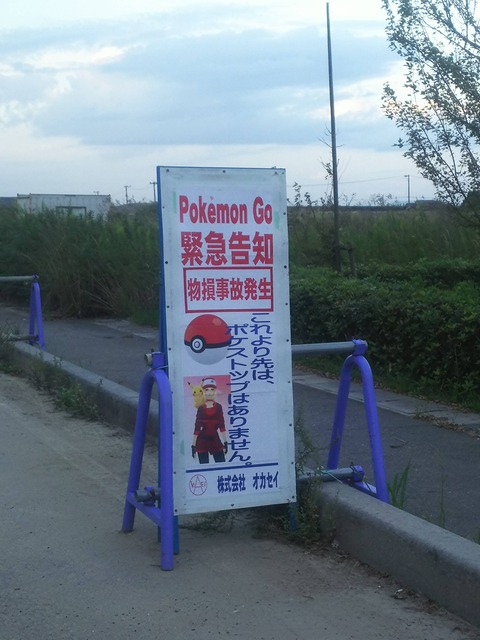 Pokémon Go
緊急告知
物損事故発生
これより先は、
ポケストップはありません。
株式会社 オカセイ